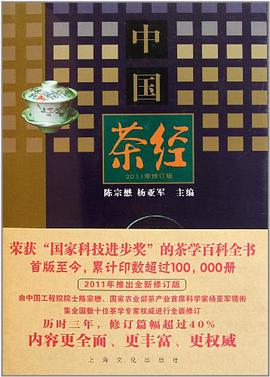 中
国
茶经
2011年修订版
陈宗懋 杨亚军 主编
荣获“国家科技进步奖”的茶学百科全书
首版至今,累计印数超过100,000册
2011年推出全新修订版
由中国工程院院士陈宗懋、国家农业部茶产业首席科学家杨亚军领衔
集全国数十位茶学专家权威进行全面修订
历时三年,修订篇幅超过40%
内容更全面、更丰富、更权威
上海文化出版社